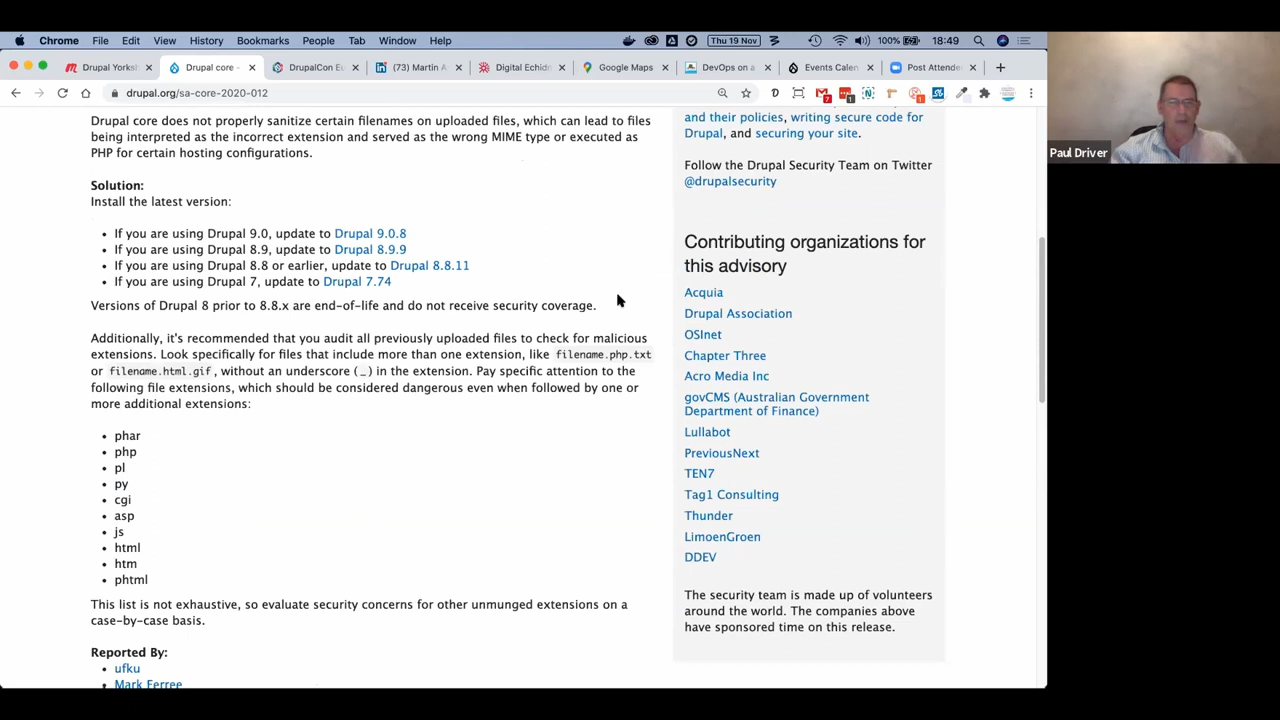 Chrome File Edit View History Bookmarks People Tab Window Help Thu 19 Nov 100% 18:49
Drupal Yorks Drupal core - DrupalCon Eu (73) Martin A Digital Echidn Google Maps DevOps on a Events Calen Post Attende
drupal.org/sa-core-2020-012
Drupal core does not properly sanitize certain filenames on uploaded files, which can lead to files
being interpreted as the incorrect extension and served as the wrong MIME type or executed as
PHP for certain hosting configurations.
Solution:
Install the latest version:
• If you are using Drupal 9.0, update to Drupal 9.0.8
• If you are using Drupal 8.9, update to Drupal 8.9.9
• If you are using Drupal 8.8 or earlier, update to Drupal 8.8.11
• If you are using Drupal 7, update to Drupal 7.74
Versions of Drupal 8 prior to 8.8.x are end-of-life and do not receive security coverage.
Additionally, it's recommended that you audit all previously uploaded files to check for malicious
extensions. Look specifically for files that include more than one extension, like filename.php.txt
or filename.html.gif, without an underscore (_) in the extension. Pay specific attention to the
following file extensions, which should be considered dangerous even when followed by one or
more additional extensions:
• phar
• php
• pl
• py
• cgi
• asp
• js
• html
• htm
• phtml
This list is not exhaustive, so evaluate security concerns for other unmunged extensions on a
case-by-case basis.
Reported By:
• ufku
• Mark Ferree
and their policies, writing secure code for
Drupal, and securing your site.
Follow the Drupal Security Team on Twitter
@drupalsecurity
Contributing organizations for
this advisory
Acquia
Drupal Association
OSInet
Chapter Three
Acro Media Inc
govCMS (Australian Government
Department of Finance)
Lullabot
PreviousNext
TEN7
Tag1 Consulting
Thunder
LimoenGroen
DDEV
The security team is made up of volunteers
around the world. The companies above
have sponsored time on this release.
Paul Driver